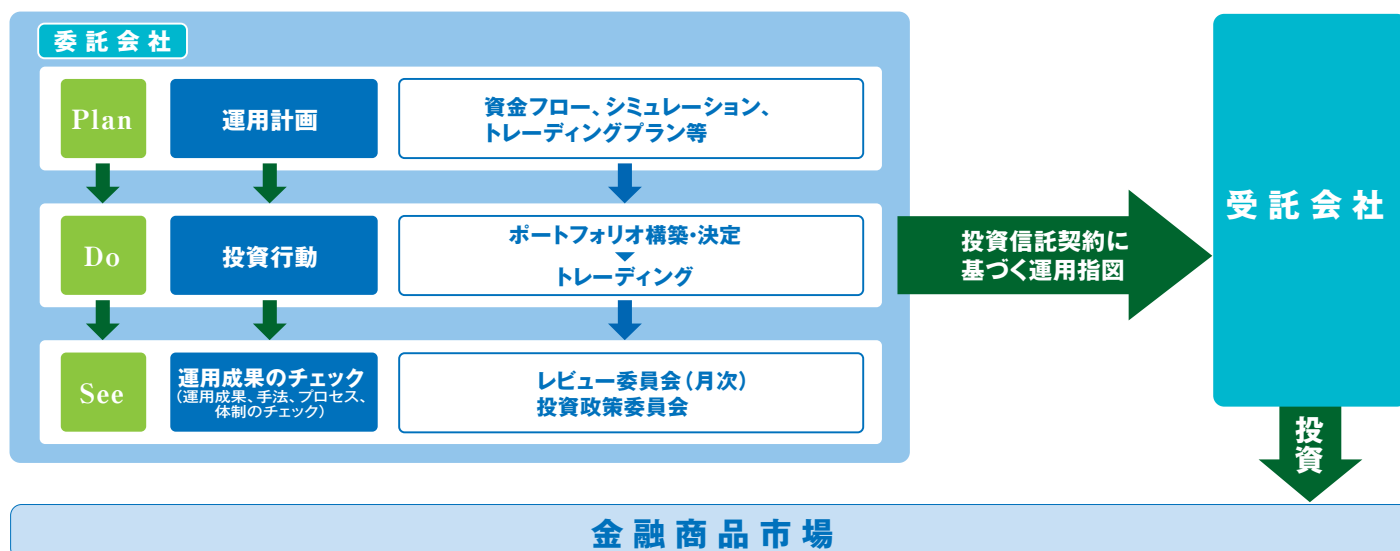 委託会社
Plan
運用計画
資金フロー、シミュレーション、
トレーディングプラン等
Do
投資行動
ポートフォリオ構築・決定
トレーディング
See
運用成果のチェック
(運用成果、手法、プロセス、
体制のチェック)
レビュー委員会(月次)
投資政策委員会
投資信託契約に
基づく運用指図
受託会社
投資
金融商品市場